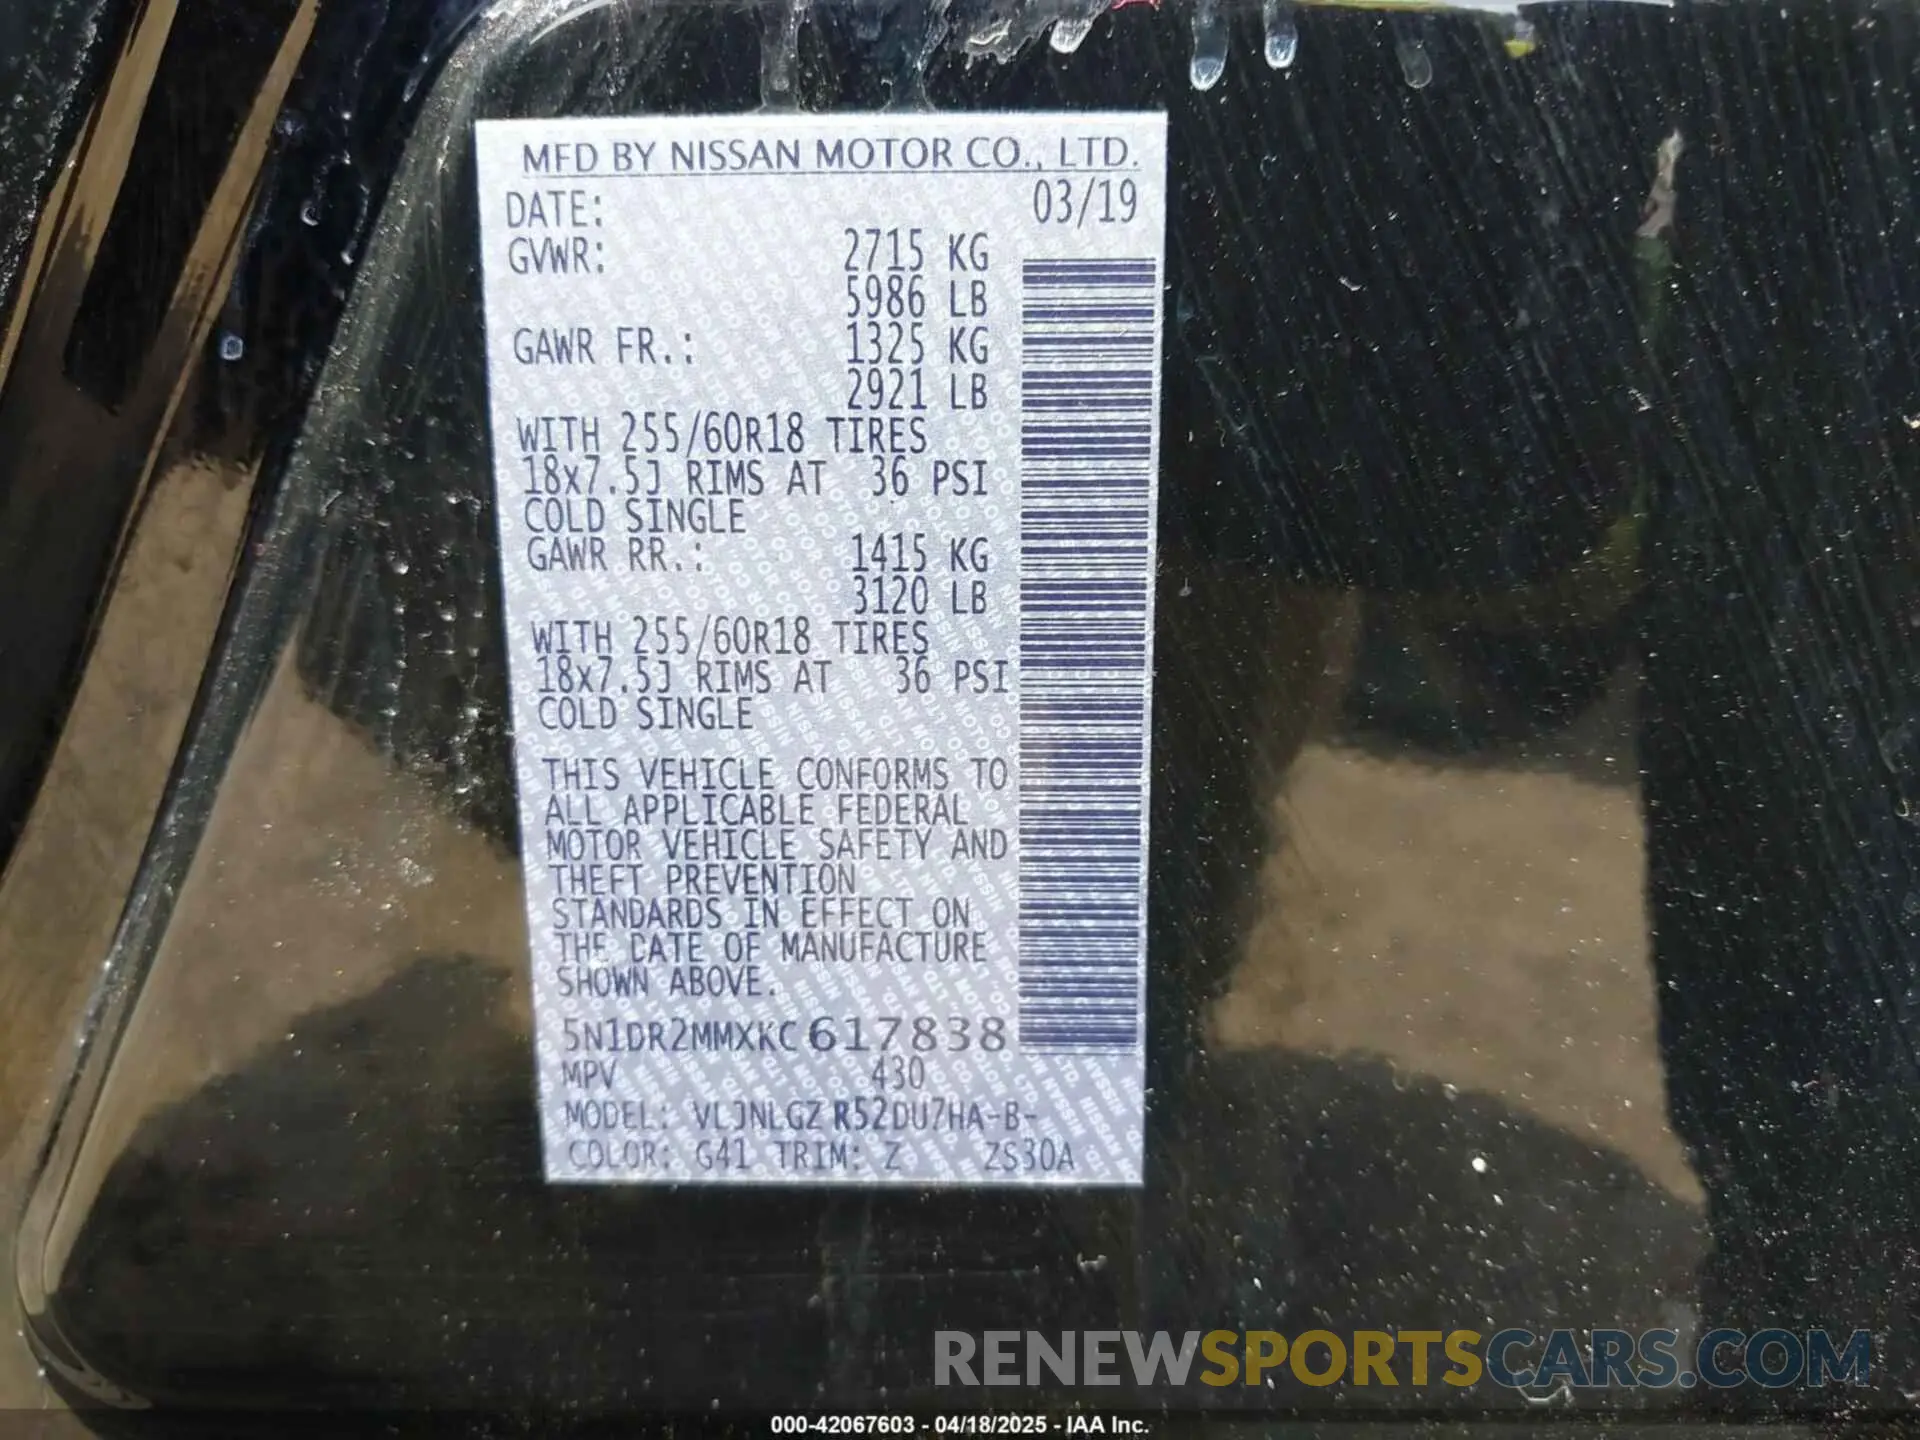 MFD BY NISSAN MOTOR CO., LTD.
DATE: 03/19
GVWR: 2715 KG
5986 LB
GAWR FR.: 1325 KG
2921 LB
WITH 255/60R18 TIRES
18x7.5J RIMS AT 36 PSI
COLD SINGLE
GAWR RR.: 1415 KG
3120 LB
WITH 255/60R18 TIRES
18x7.5J RIMS AT 36 PSI
COLD SINGLE
THIS VEHICLE CONFORMS TO
ALL APPLICABLE FEDERAL
MOTOR VEHICLE SAFETY AND
THEFT PREVENTION
STANDARDS IN EFFECT ON
THE DATE OF MANUFACTURE
SHOWN ABOVE.
5N1DR2MMXKC617838
MPV 430
MODEL: VLJNLGZ R52DU7HA-B-
COLOR: G41 TRIM: Z ZS30A
RENEWSPORTSCARS.COM
000-42067603 - 04/18/2025 - IAA Inc.